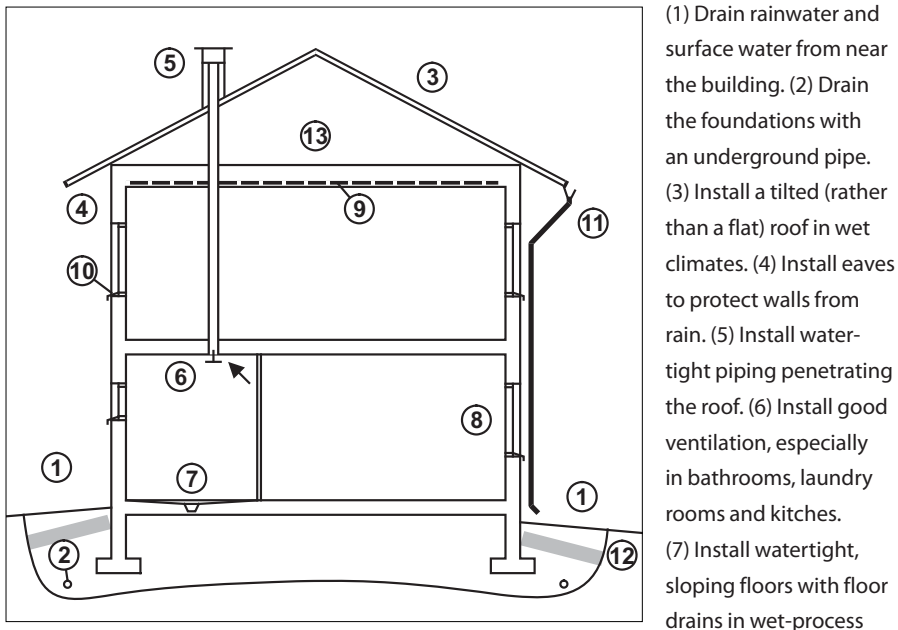 5
3
13
4
9
11
10
6
8
7
1
1
2
12
(1) Drain rainwater and
surface water from near
the building. (2) Drain
the foundations with
an underground pipe.
(3) Install a tilted (rather
than a flat) roof in wet
climates. (4) Install eaves
to protect walls from
rain. (5) Install water-
tight piping penetrating
the roof. (6) Install good
ventilation, especially
in bathrooms, laundry
rooms and kitches.
(7) Install watertight,
sloping floors with floor
drains in wet-process